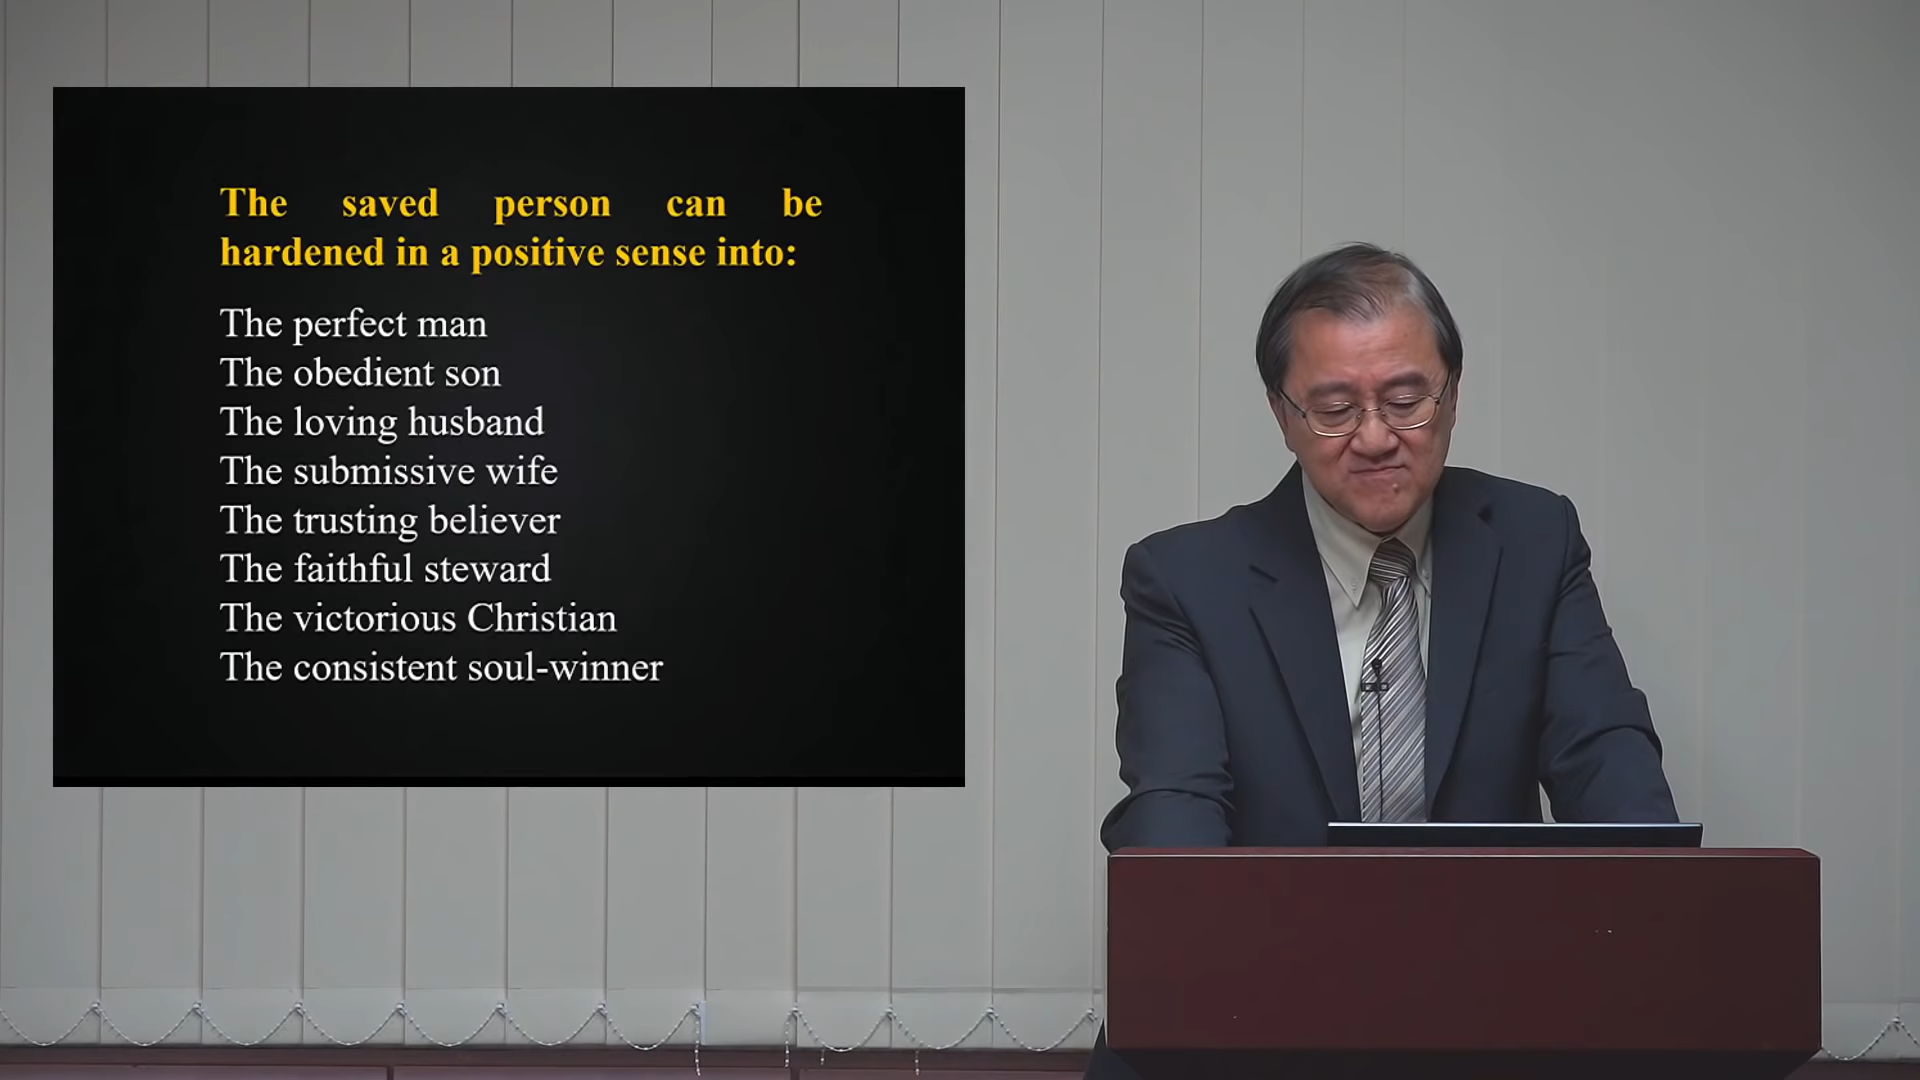 The saved person can be
hardened in a positive sense into:
The perfect man
The obedient son
The loving husband
The submissive wife
The trusting believer
The faithful steward
The victorious Christian
The consistent soul-winner